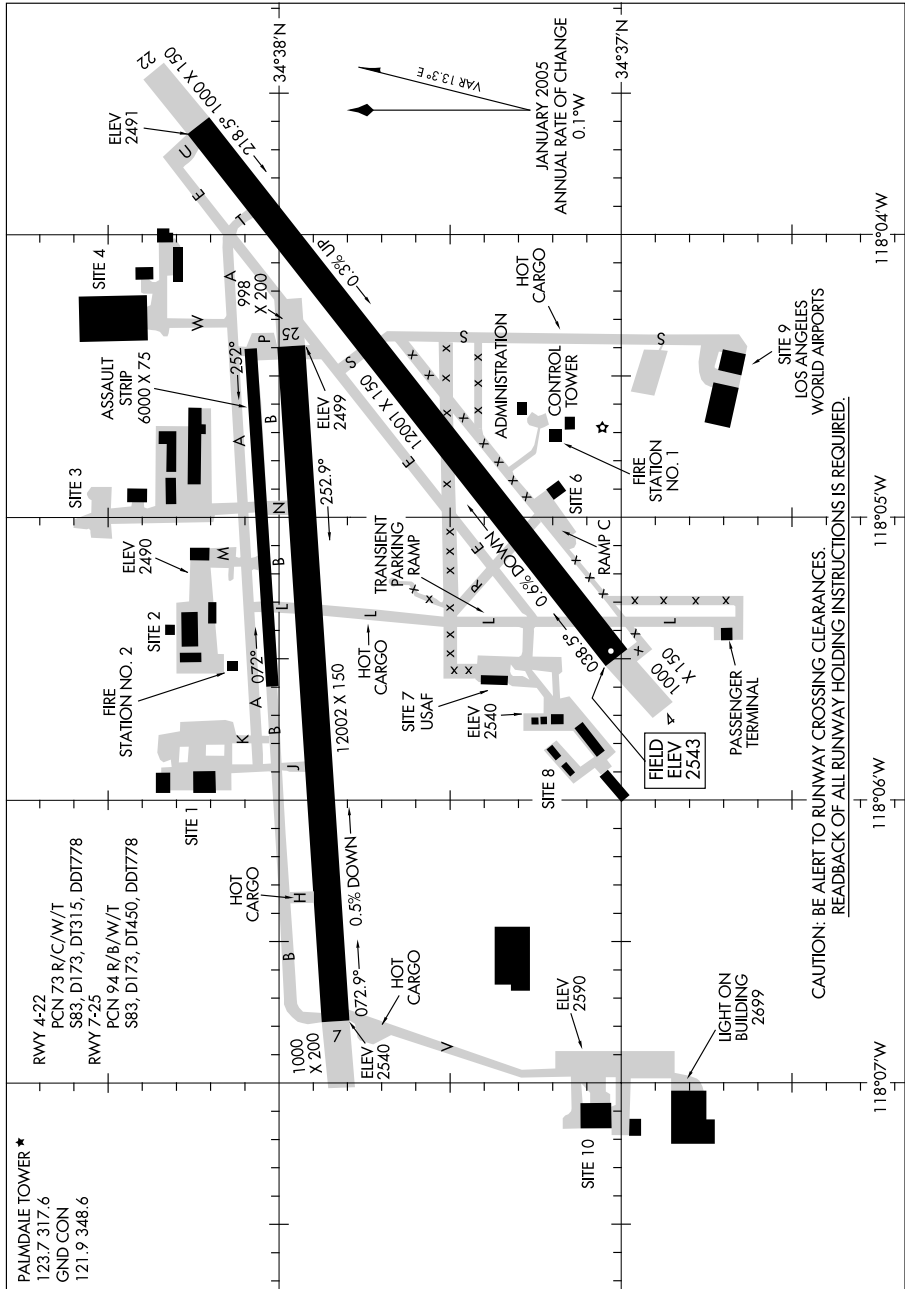 PALMDALE TOWER ★
123.7 317.6
GND CON
121.9 348.6
RWY 4-22
PCN 73 R/C/W/T
S83, D173, DT315, DDT778
RWY 7-25
PCN 94 R/B/W/T
S83, D173, DT450, DDT778
SITE 1
FIRE
STATION NO. 2
SITE 2
ELEV
2490
SITE 3
ASSAULT
STRIP
6000 X 75
SITE 4
ELEV
2491
22
1000 X 150
218.5°
U
E
T
A
W
998
X 200
A
252°
P
25
K
A
072°
M
A
N
B
J
B
L
B
B
HOT
CARGO
H
B
34°38'N
7
1000
X 200
072.9°
0.5% DOWN
12002 X 150
252.9°
ELEV
2499
0.3% UP
ELEV
2540
HOT
CARGO
V
HOT
CARGO
L
TRANSIENT
PARKING
RAMP
R
E
E
S
12001 X 150
0.6% DOWN
038.5°
L
SITE 7
USAF
ELEV
2540
SITE 8
FIELD
ELEV
2543
4
1000
X 150
RAMP C
SITE 6
ADMINISTRATION
CONTROL
TOWER
FIRE
STATION
NO. 1
HOT
CARGO
S
JANUARY 2005
ANNUAL RATE OF CHANGE
0.1°W
VAR 13.3° E
34°37'N
ELEV
2590
SITE 10
LIGHT ON
BUILDING
2699
L
PASSENGER
TERMINAL
S
SITE 9
LOS ANGELES
WORLD AIRPORTS
CAUTION: BE ALERT TO RUNWAY CROSSING CLEARANCES.
READBACK OF ALL RUNWAY HOLDING INSTRUCTIONS IS REQUIRED.
118°07'W
118°06'W
118°05'W
118°04'W